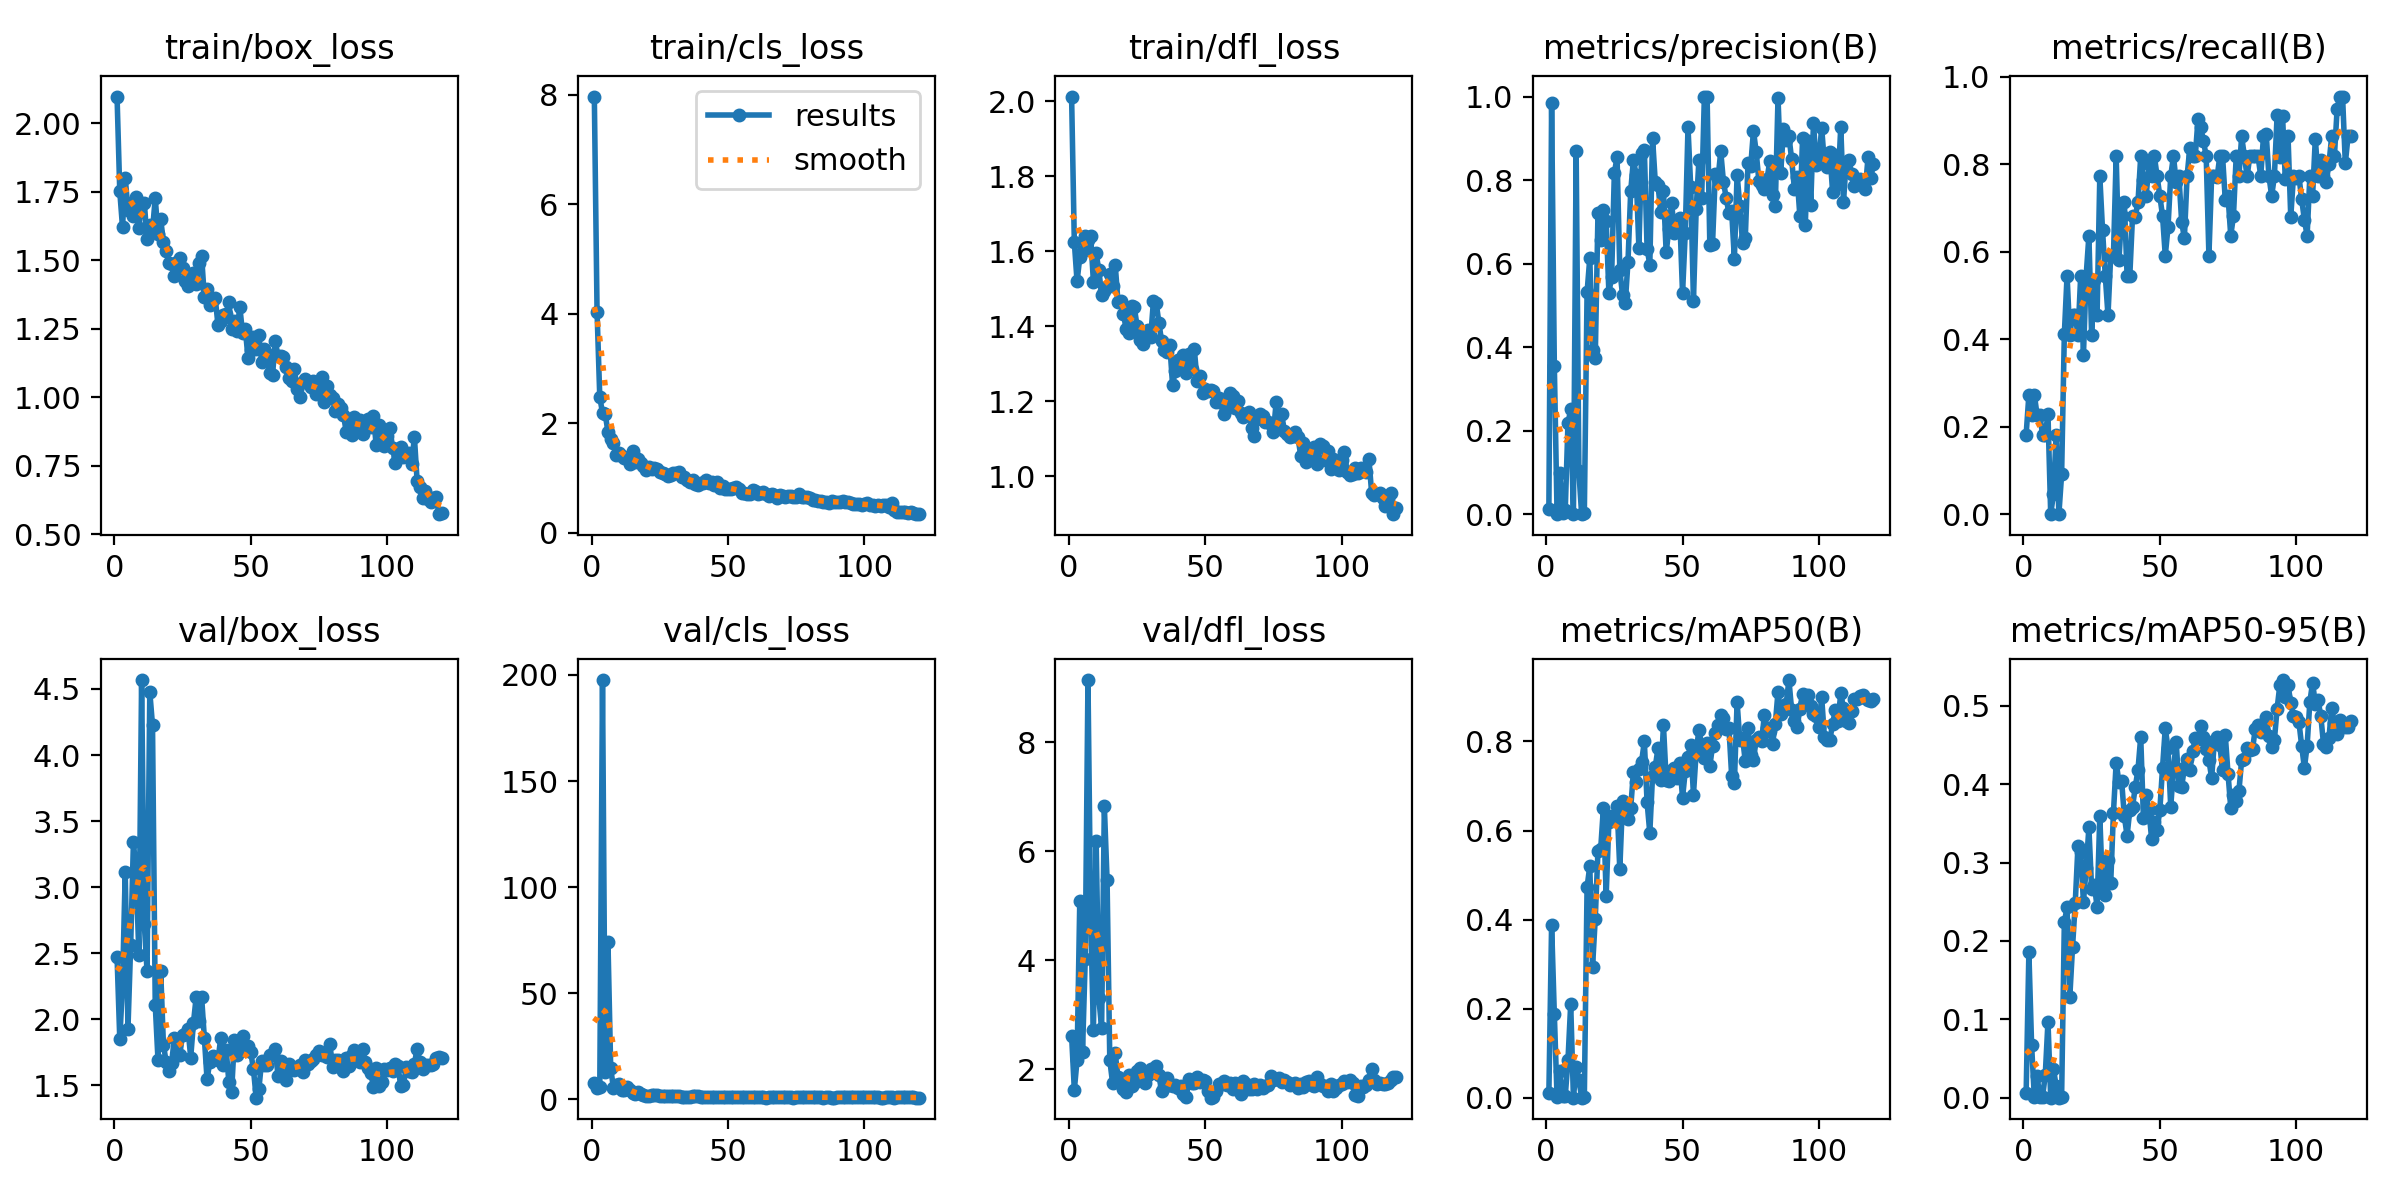 train/box_loss
2.00
1.75
1.50
1.25
1.00
0.75
0.50
0 50 100
train/cls_loss
results
smooth
8
6
4
2
0
0 50 100
train/dfl_loss
2.0
1.8
1.6
1.4
1.2
1.0
0 50 100
metrics/precision(B)
1.0
0.8
0.6
0.4
0.2
0.0
0 50 100
metrics/recall(B)
1.0
0.8
0.6
0.4
0.2
0.0
0 50 100
val/box_loss
4.5
4.0
3.5
3.0
2.5
2.0
1.5
0 50 100
val/cls_loss
200
150
100
50
0
0 50 100
val/dfl_loss
8
6
4
2
0 50 100
metrics/mAP50(B)
0.8
0.6
0.4
0.2
0.0
0 50 100
metrics/mAP50-95(B)
0.5
0.4
0.3
0.2
0.1
0.0
0 50 100